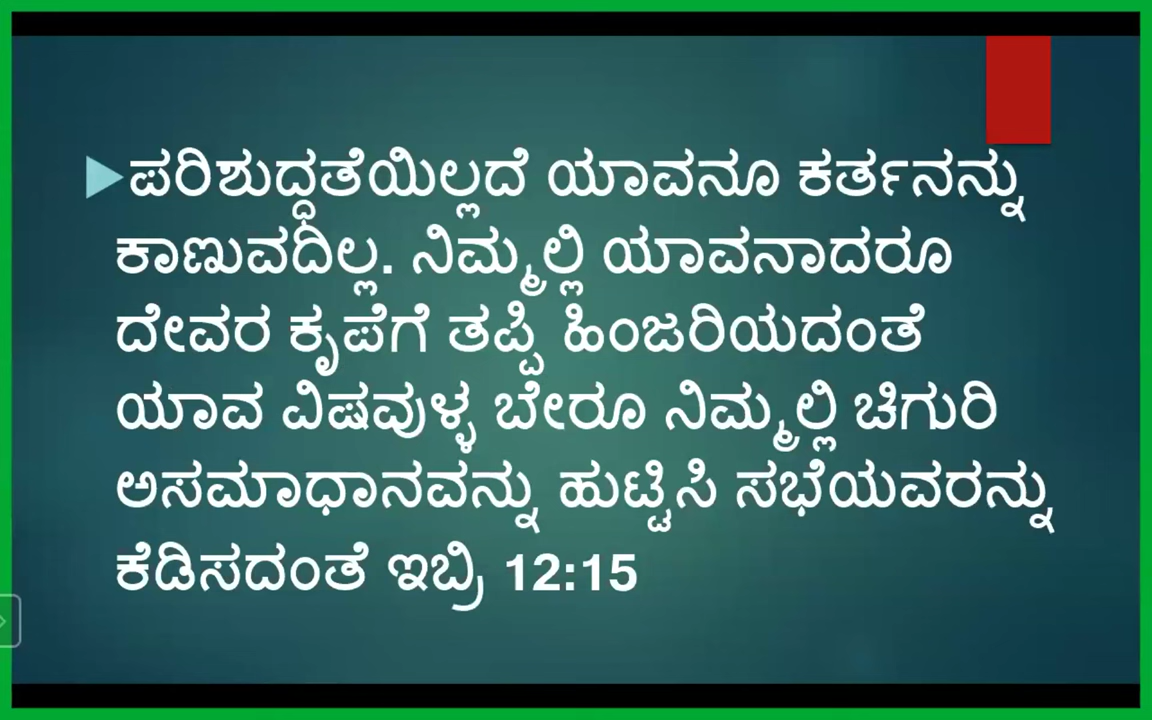 ಪರಿಶುದ್ಧತೆಯಿಲ್ಲದೆ ಯಾವನೂ ಕರ್ತನನ್ನು
ಕಾಣುವದಿಲ್ಲ. ನಿಮ್ಮಲ್ಲಿ ಯಾವನಾದರೂ
ದೇವರ ಕೃಪೆಗೆ ತಪ್ಪಿ ಹಿಂಜರಿಯದಂತೆ
ಯಾವ ವಿಷವುಳ್ಳ ಬೇರೂ ನಿಮ್ಮಲ್ಲಿ ಚಿಗುರಿ
ಅಸಮಾಧಾನವನ್ನು ಹುಟ್ಟಿಸಿ ಸಭೆಯವರನ್ನು
ಕೆಡಿಸದಂತೆ ಇಬ್ರಿ 12:15